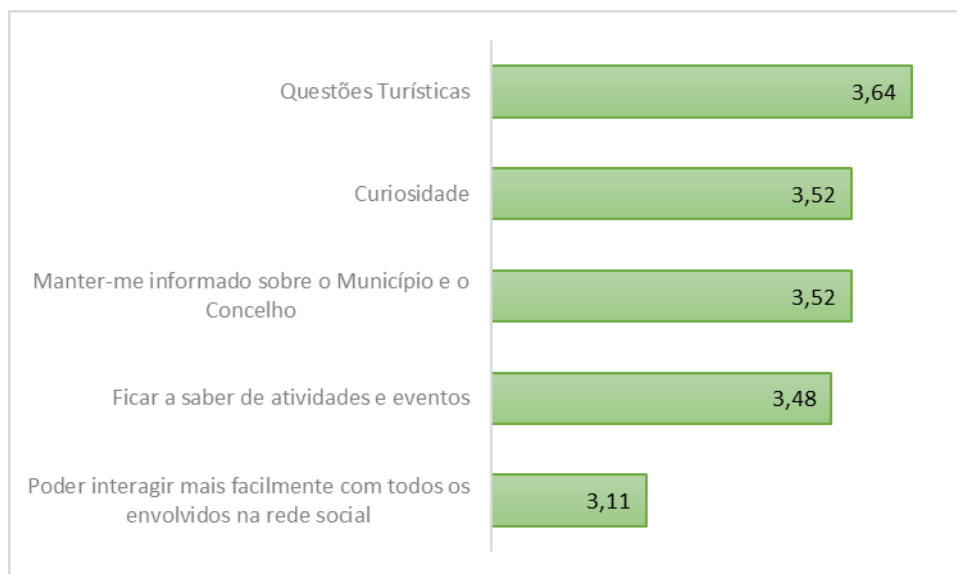 Questões Turísticas
3,64
Curiosidade
3,52
Manter-me informado sobre o Município e o
Concelho
3,52
Ficar a saber de atividades e eventos
3,48
Poder interagir mais facilmente com todos os
envolvidos na rede social
3,11